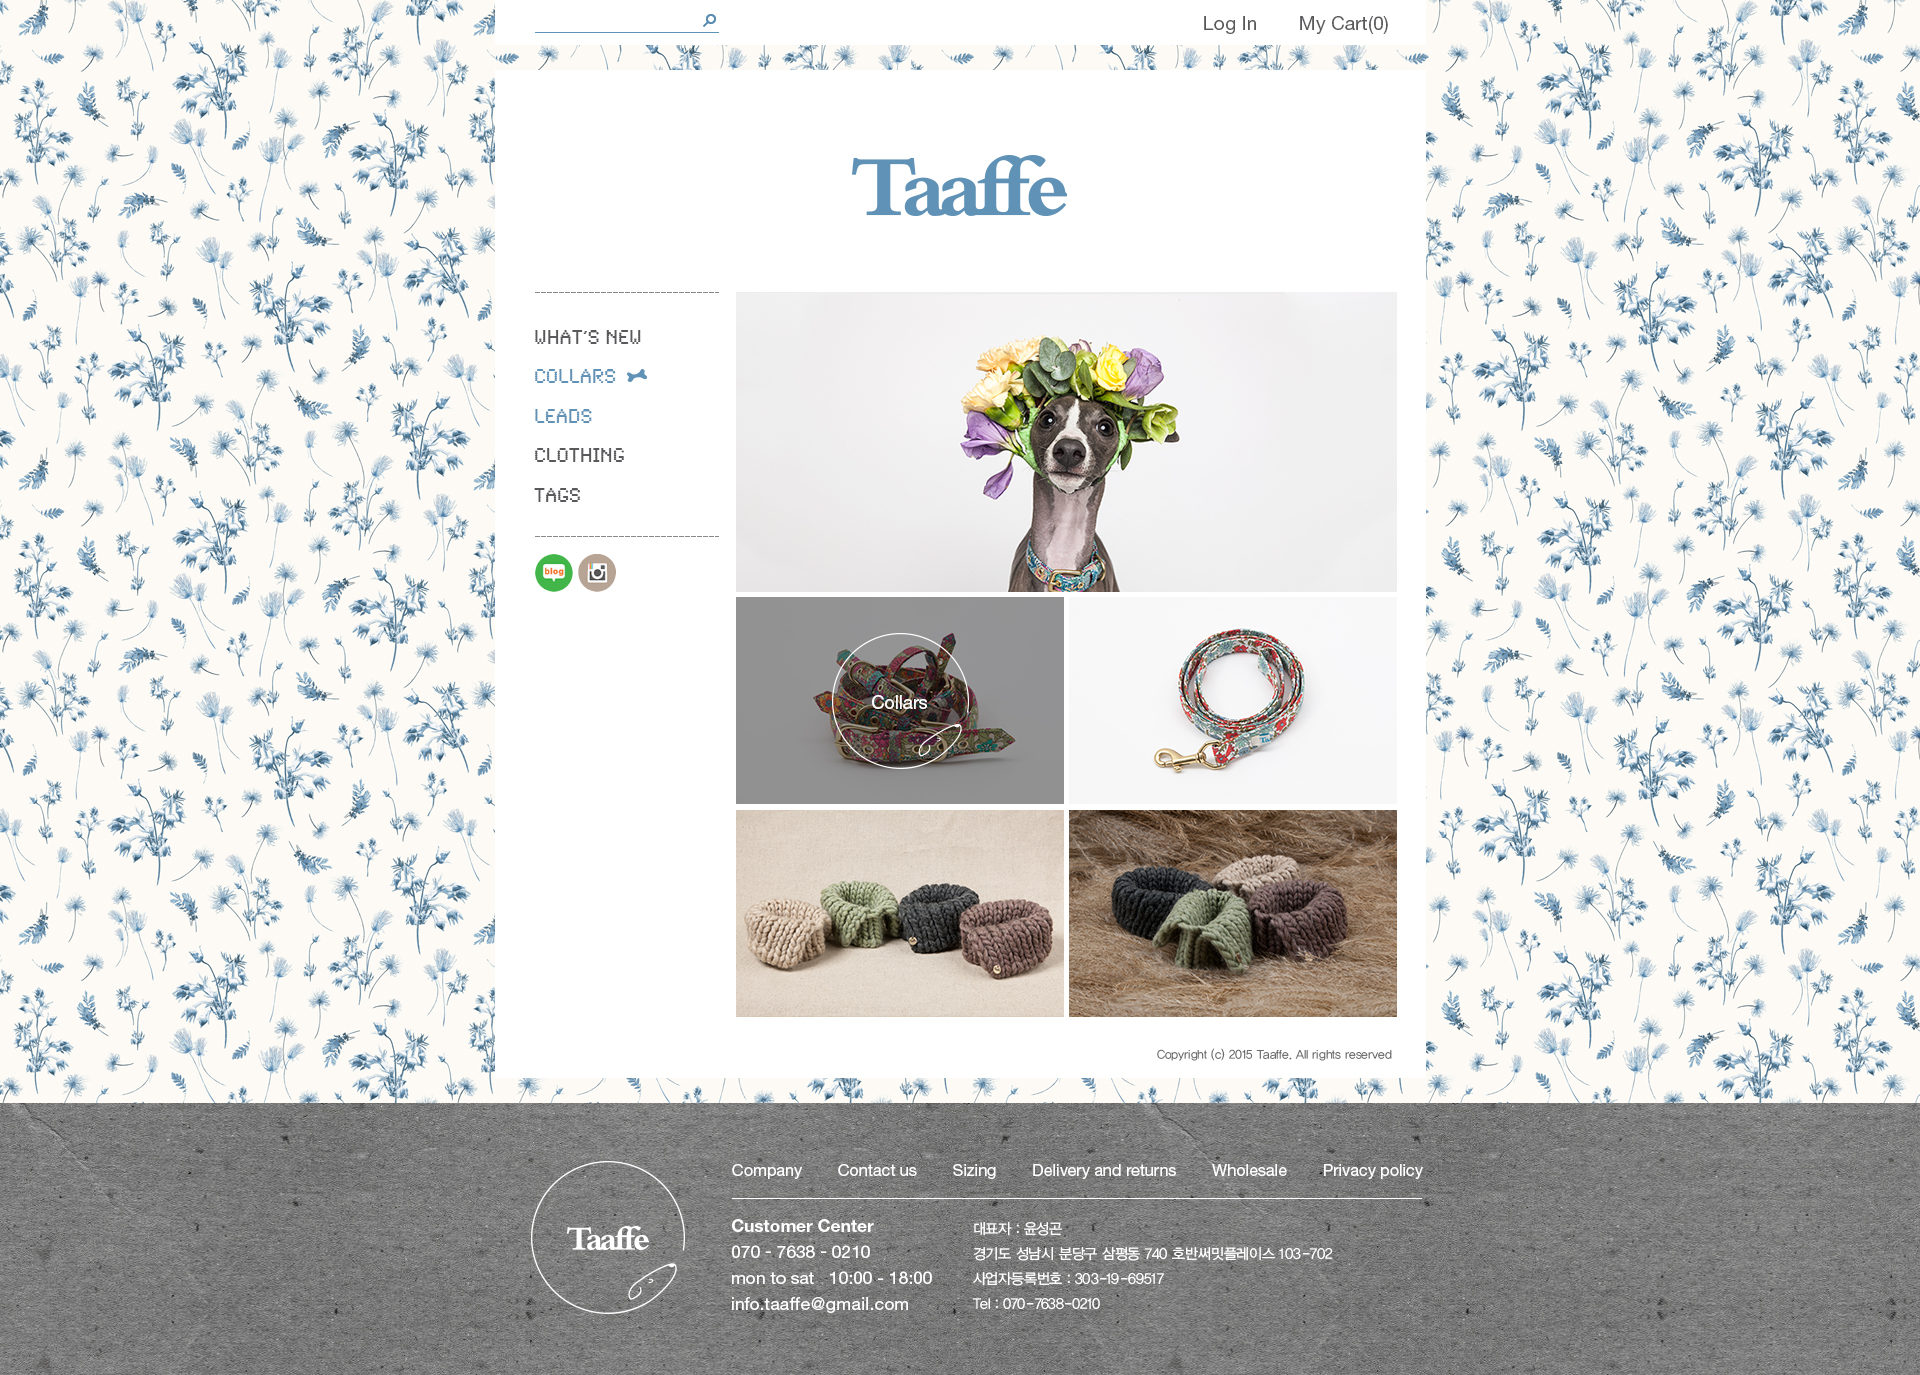 Log In
My Cart(0)
Taaffe
WHAT'S NEW
COLLARS
LEADS
CLOTHING
TAGS
blog
Collars
Copyright (c) 2015 Taaffe. All rights reserved
Company
Contact us
Sizing
Delivery and returns
Wholesale
Privacy policy
Taaffe
Customer Center
070 - 7638 - 0210
mon to sat 10:00 - 18:00
info.taaffe@gmail.com
대표자 : 윤성곤
경기도 성남시 분당구 삼평동 740 호반써밋플레이스 103-702
사업자등록번호 : 303-19-69517
Tel : 070-7638-0210